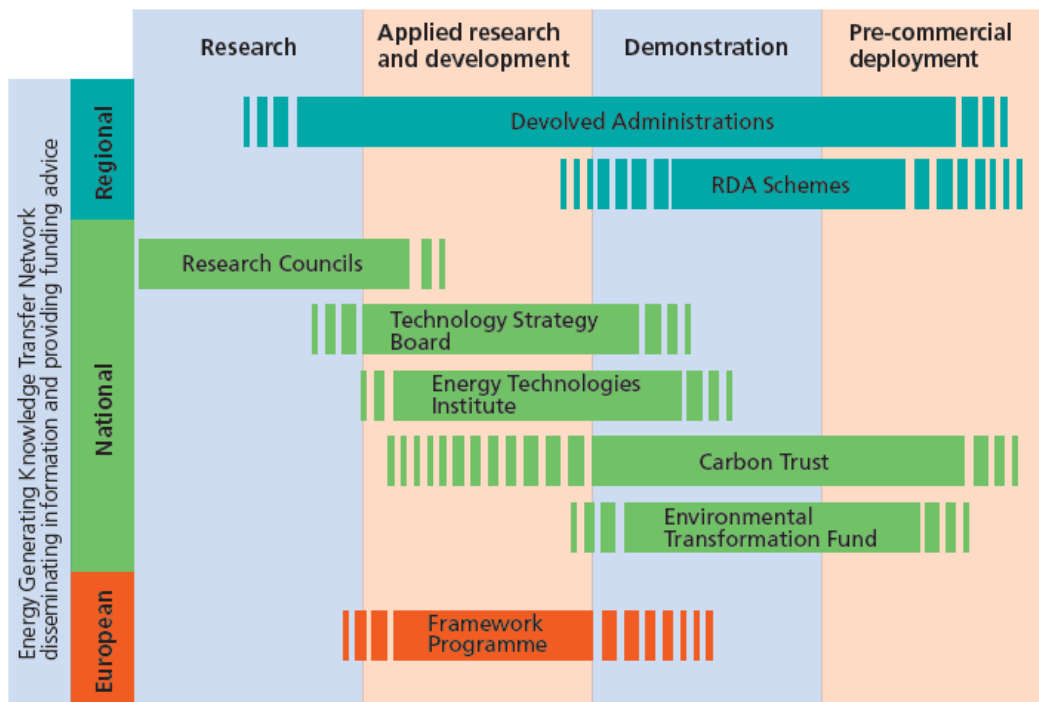 Research
Applied research
and development
Demonstration
Pre-commercial
deployment
Energy Generating Knowledge Transfer Network
disseminating information and providing funding advice
Regional
Devolved Administrations
RDA Schemes
National
Research Councils
Technology Strategy
Board
Energy Technologies
Institute
Carbon Trust
Environmental
Transformation Fund
European
Framework
Programme